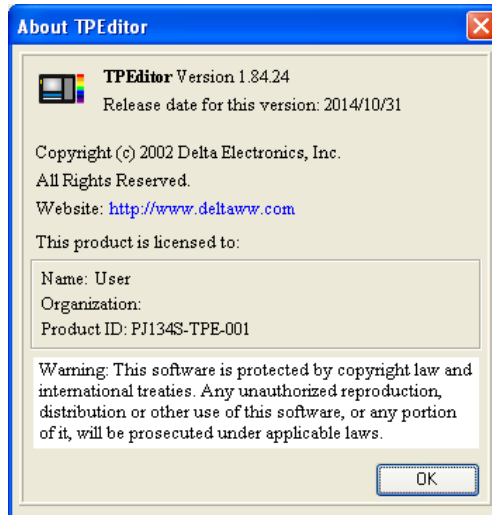 About TPEditor
TPEditor Version 1.84.24
Release date for this version: 2014/10/31
Copyright (c) 2002 Delta Electronics, Inc.
All Rights Reserved.
Website: http://www.deltaww.com
This product is licensed to:
Name: User
Organization:
Product ID: PJ134S-TPE-001
Warning: This software is protected by copyright law and
international treaties. Any unauthorized reproduction,
distribution or other use of this software, or any portion
of it, will be prosecuted under applicable laws.
OK